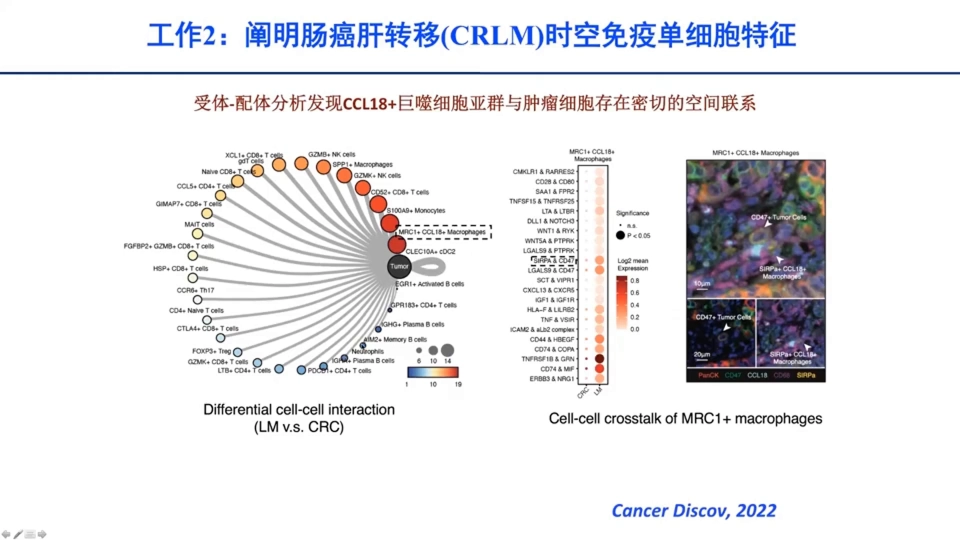 工作2：阐明肠癌肝转移(CRLM)时空免疫单细胞特征
受体-配体分析发现CCL18+巨噬细胞亚群与肿瘤细胞存在密切的空间联系
XCL1+ CD8+ T cells
gdT cells
Naive CD8+ T cells
CCL5+ CD4+ T cells
GIMAP7+ CD8+ T cells
MAIT cells
FGFBP2+ GZMB+ CD8+ T cells
HSP+ CD8+ T cells
CCR6+ Th17
CD4+ Naive T cells
CTLA4+ CD8+ T cells
FOXP3+ Treg
GZMK+ CD8+ T cells
LTB+ CD4+ T cells
GZMB+ NK cells
SPP1+ Macrophages
GZMK+ NK cells
CD52+ CD8+ T cells
S100A9+ Monocytes
MRC1+ CCL18+ Macrophages
CLEC10A+ cDC2
Tumor
EGR1+ Activated B cells
GPR183+ CD4+ T cells
IGHG+ Plasma B cells
AIM2+ Memory B cells
Neutrophils
Plasma B cells
CD4+ T cells
6 10 14
1 10 19
Differential cell-cell interaction
(LM v.s. CRC)
MRC1+ CCL18+
Macrophages
CMKLR1 & RARRES2
CD28 & CD80
SAA1 & FPR2
TNFSF15 & TNFRSF25
LTA & LTBR
DLL1 & NOTCH3
WNT1 & RYK
WNT5A & PTPRK
LGALS9 & PTPRK
SIRPA & CD47
LGALS9 & CD47
SCT & VIPR1
CXCL13 & CXCR5
IGF1 & IGF1R
HLA-F & LILRB2
TNF & VSIR
ICAM2 & aLb2 complex
CD44 & HBEGF
CD74 & COPA
TNFRSF1B & GRN
CD74 & MIF
ERBB3 & NRG1
CRC
LM
Significance
n.s.
P < 0.05
Log2 mean
Expression
0.8
0.6
0.4
0.2
0.0
Cell-cell crosstalk of MRC1+ macrophages
MRC1+ CCL18+ Macrophages
CD47+ Tumor Cells
SIRPa+ CCL18+
Macrophages
10μm
CD47+ Tumor Cells
20μm
SIRPa+ CCL18+
Macrophages
PanCK CD47 CCL18 CD68 SIRPa
Cancer Discov, 2022